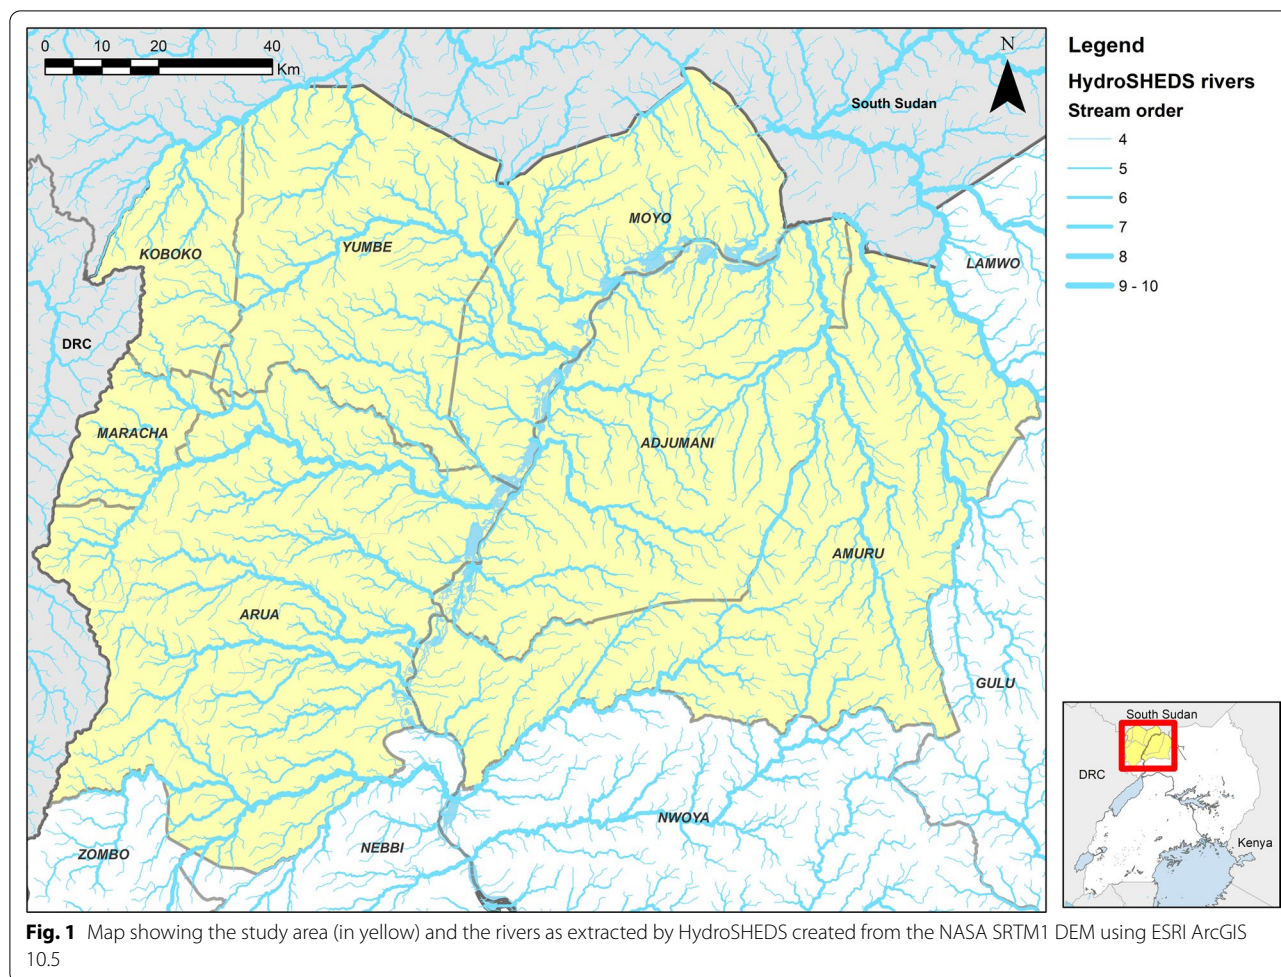 0 10 20 40
Km
N
South Sudan
MOYO
KOBOKO
YUMBE
LAMWO
DRC
MARACHA
ADJUMANI
AMURU
ARUA
GULU
NWOYA
NEBBI
ZOMBO
Legend
HydroSHEDS rivers
Stream order
4
5
6
7
8
9 - 10
South Sudan
DRC
Kenya
Fig. 1 Map showing the study area (in yellow) and the rivers as extracted by HydroSHEDS created from the NASA SRTM1 DEM using ESRI ArcGIS
10.5